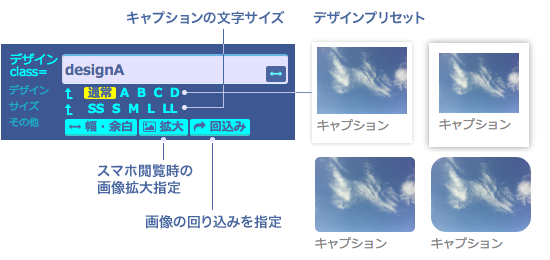 キャプションの文字サイズ
デザインプリセット
デザイン
class=
designA
デザイン 通常 A B C D
サイズ SS S M L LL
その他 幅・余白 拡大 回込み
スマホ閲覧時の
画像拡大指定
画像の回り込みを指定
キャプション
キャプション
キャプション
キャプション